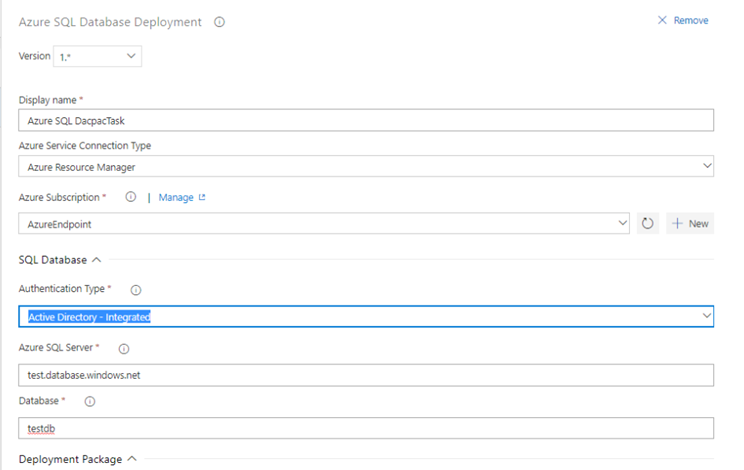 Azure SQL Database Deployment
Remove
Version 1.*
Display name *
Azure SQL DacpacTask
Azure Service Connection Type
Azure Resource Manager
Azure Subscription * | Manage
AzureEndpoint
New
SQL Database
Authentication Type *
Active Directory - Integrated
Azure SQL Server *
test.database.windows.net
Database *
testdb
Deployment Package